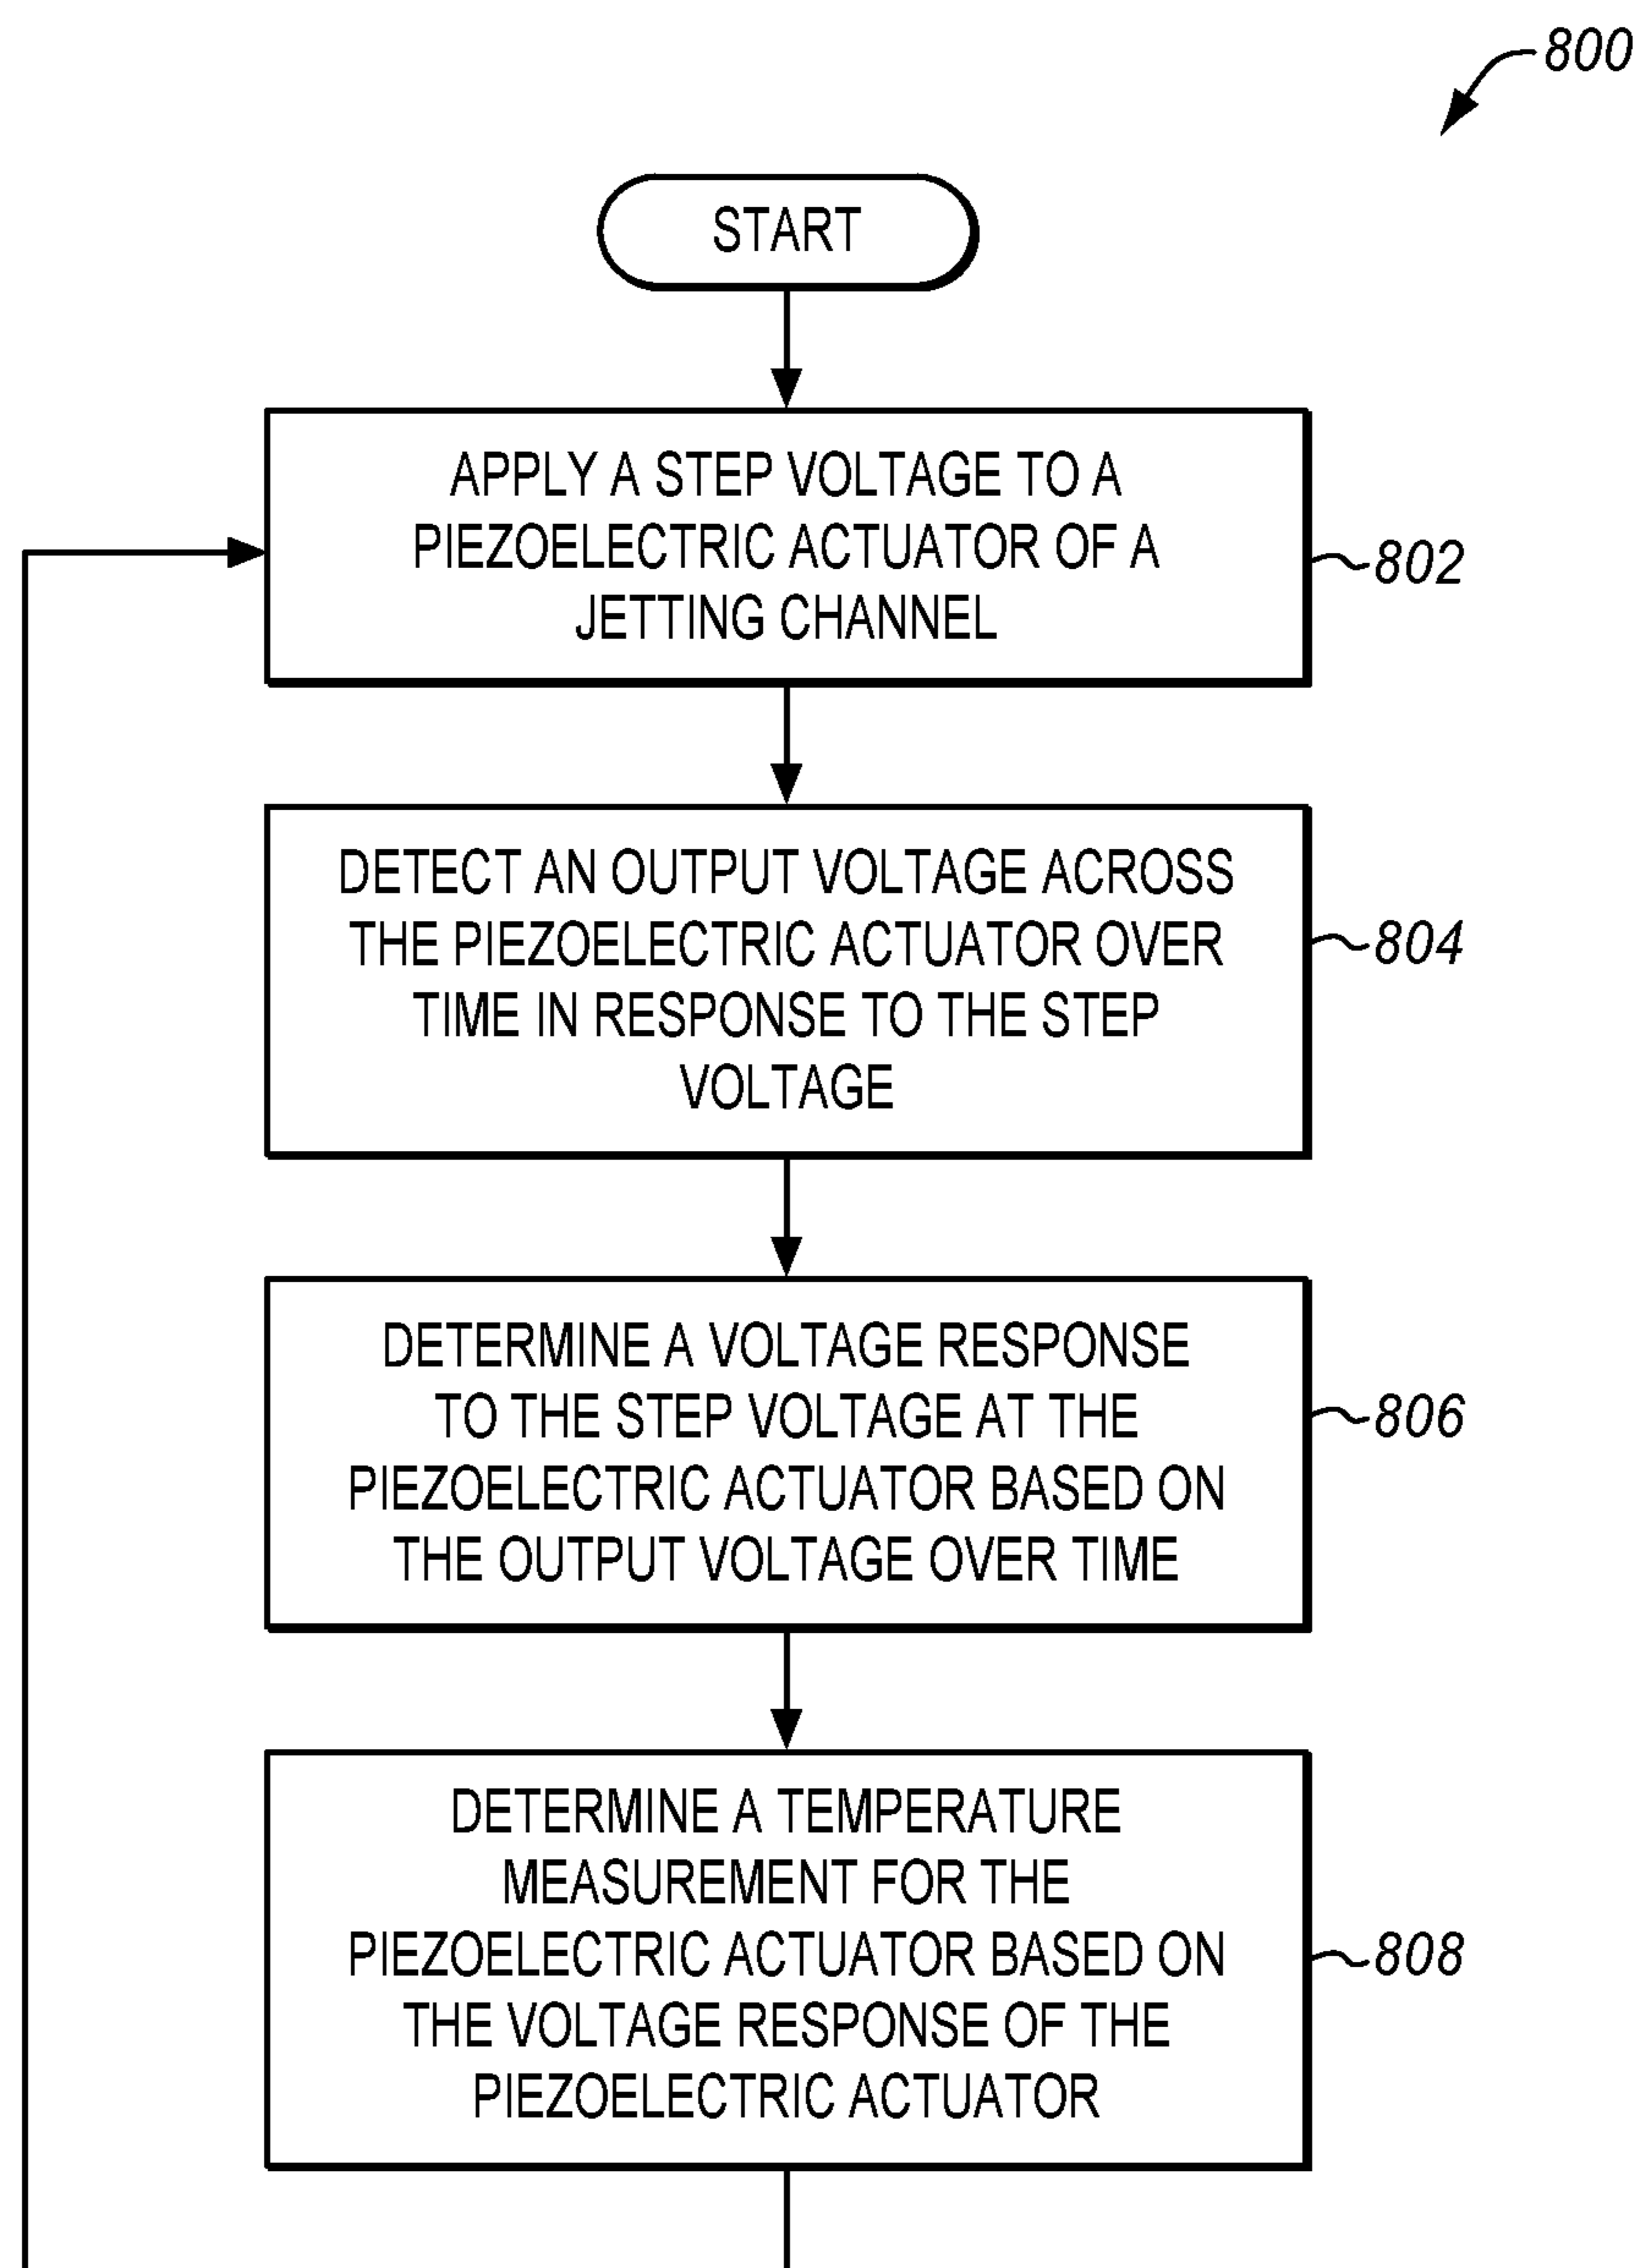 800
START
APPLY A STEP VOLTAGE TO A
PIEZOELECTRIC ACTUATOR OF A
JETTING CHANNEL
802
DETECT AN OUTPUT VOLTAGE ACROSS
THE PIEZOELECTRIC ACTUATOR OVER
TIME IN RESPONSE TO THE STEP
VOLTAGE
804
DETERMINE A VOLTAGE RESPONSE
TO THE STEP VOLTAGE AT THE
PIEZOELECTRIC ACTUATOR BASED ON
THE OUTPUT VOLTAGE OVER TIME
806
DETERMINE A TEMPERATURE
MEASUREMENT FOR THE
PIEZOELECTRIC ACTUATOR BASED ON
THE VOLTAGE RESPONSE OF THE
PIEZOELECTRIC ACTUATOR
808